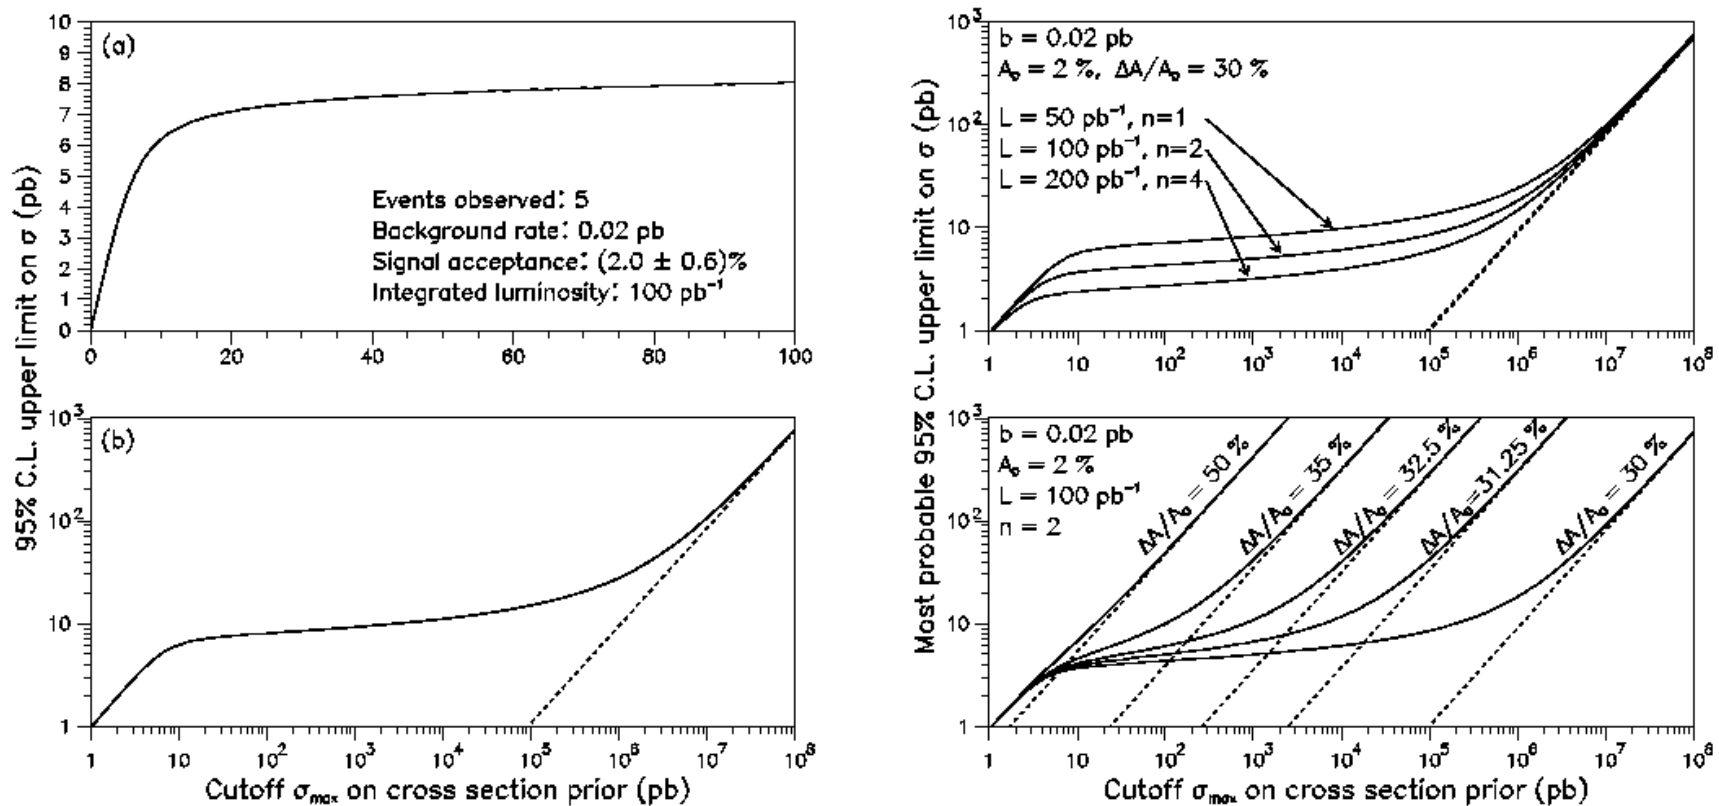 10
9
8
7
6
5
4
3
2
1
0
(a)
Events observed: 5
Background rate: 0.02 pb
Signal acceptance: (2.0 ± 0.6)%
Integrated luminosity: 100 pb⁻¹
0 20 40 60 80 100
95% C.L. upper limit on σ (pb)
10³
10²
10
1
(b)
1 10 10² 10³ 10⁴ 10⁵ 10⁶ 10⁷ 10⁸
Cutoff σₘₐₓ on cross section prior (pb)
10³
10²
10
1
b = 0.02 pb
A₀ = 2 %, ΔA/A₀ = 30 %
L = 50 pb⁻¹, n=1
L = 100 pb⁻¹, n=2
L = 200 pb⁻¹, n=4
1 10 10² 10³ 10⁴ 10⁵ 10⁶ 10⁷ 10⁸
Most probable 95% C.L. upper limit on σ (pb)
10³
10²
10
1
b = 0.02 pb
A₀ = 2 %
L = 100 pb⁻¹
n = 2
ΔA/A₀ = 50 %
ΔA/A₀ = 35 %
ΔA/A₀ = 32.5 %
ΔA/A₀ =31.25 %
ΔA/A₀ = 30 %
1 10 10² 10³ 10⁴ 10⁵ 10⁶ 10⁷ 10⁸
Cutoff σₘₐₓ on cross section prior (pb)